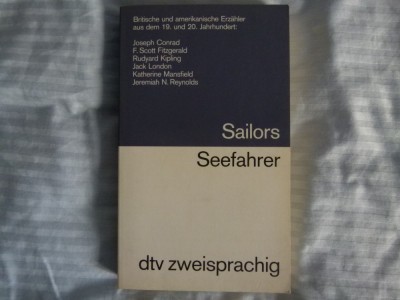 Britische und amerikanische Erzähler
aus dem 19. und 20. Jahrhundert:
Joseph Conrad
F. Scott Fitzgerald
Rudyard Kipling
Jack London
Katherine Mansfield
Jeremiah N. Reynolds
Sailors
Seefahrer
dtv zweisprachig